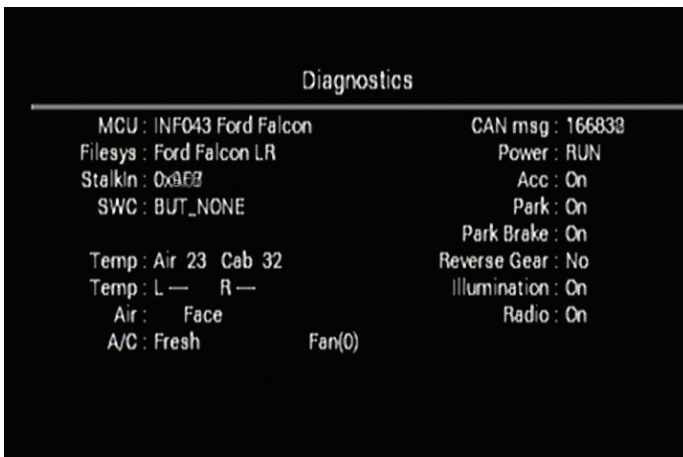 Diagnostics
MCU : INF043 Ford Falcon
Filesys : Ford Falcon LR
StalkIn :
SWC : BUT_NONE
Temp : Air 23 Cab 32
Temp : L — R —
Air : Face
A/C : Fresh Fan(0)
CAN msg :
Power : RUN
Acc : On
Park : On
Park Brake : On
Reverse Gear : No
Illumination : On
Radio : On